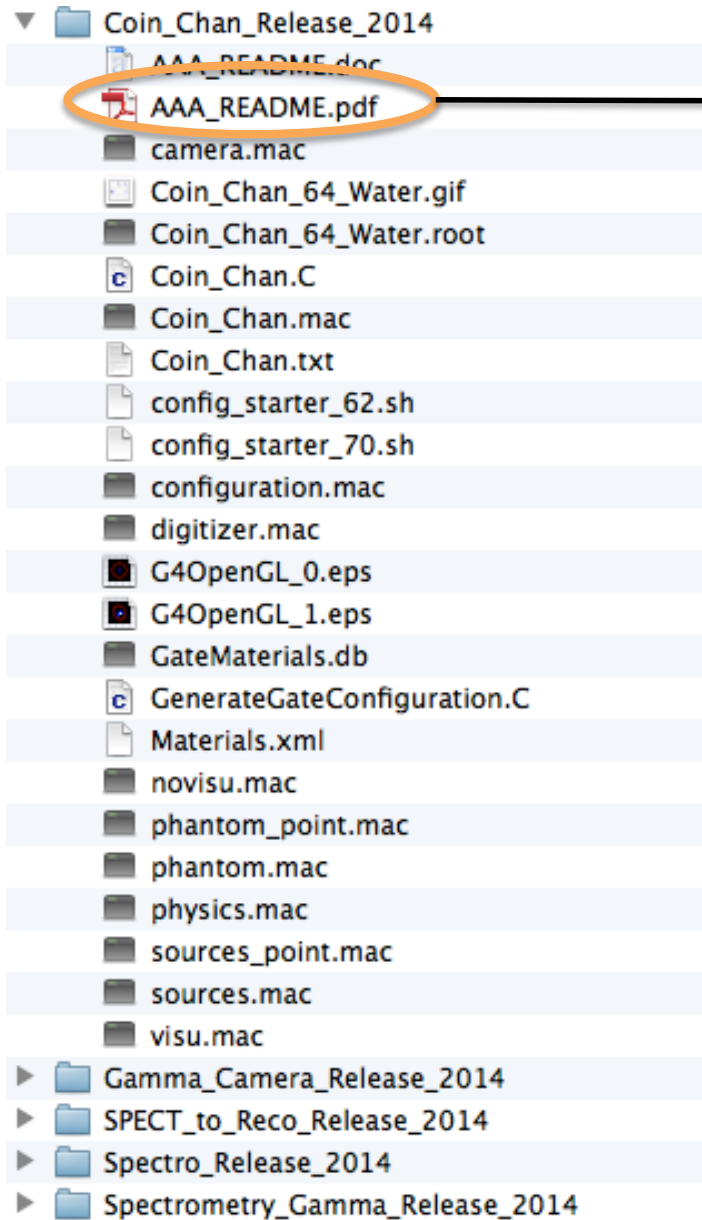 Coin_Chan_Release_2014
AAA_README.doc
AAA_README.pdf
camera.mac
Coin_Chan_64_Water.gif
Coin_Chan_64_Water.root
Coin_Chan.C
Coin_Chan.mac
Coin_Chan.txt
config_starter_62.sh
config_starter_70.sh
configuration.mac
digitizer.mac
G4OpenGL_0.eps
G4OpenGL_1.eps
GateMaterials.db
GenerateGateConfiguration.C
Materials.xml
novisu.mac
phantom_point.mac
phantom.mac
physics.mac
sources_point.mac
sources.mac
visu.mac
Gamma_Camera_Release_2014
SPECT_to_Reco_Release_2014
Spectro_Release_2014
Spectrometry_Gamma_Release_2014